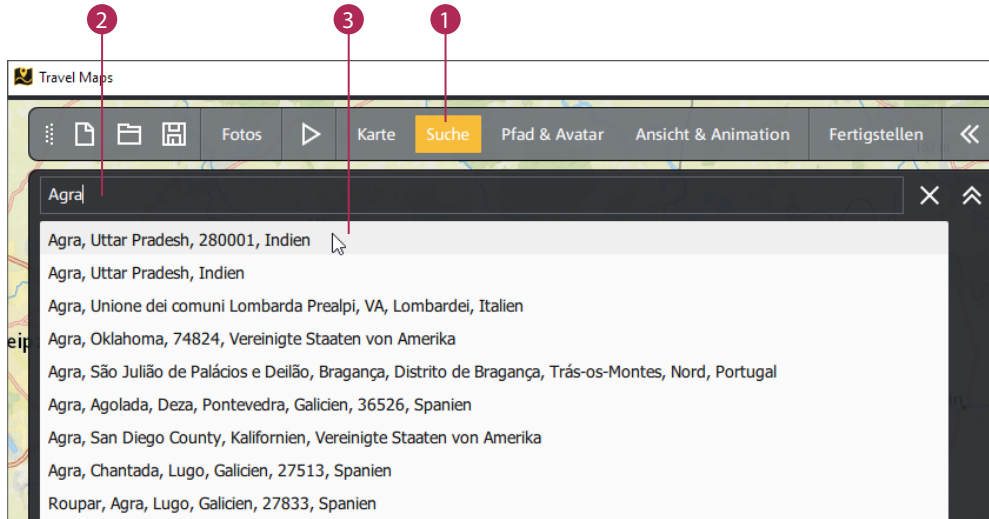 2 3 1
Travel Maps
Fotos Karte Suche Pfad & Avatar Ansicht & Animation Fertigstellen
Agra
Agra, Uttar Pradesh, 280001, Indien
Agra, Uttar Pradesh, Indien
Agra, Unione dei comuni Lombarda Prealpi, VA, Lombardei, Italien
eip
Agra, Oklahoma, 74824, Vereinigte Staaten von Amerika
Agra, São Julião de Palácios e Deilão, Bragança, Distrito de Bragança, Trás-os-Montes, Nord, Portugal
Agra, Agolada, Deza, Pontevedra, Galicien, 36526, Spanien
Agra, San Diego County, Kalifornien, Vereinigte Staaten von Amerika
Agra, Chantada, Lugo, Galicien, 27513, Spanien
Roupar, Agra, Lugo, Galicien, 27833, Spanien